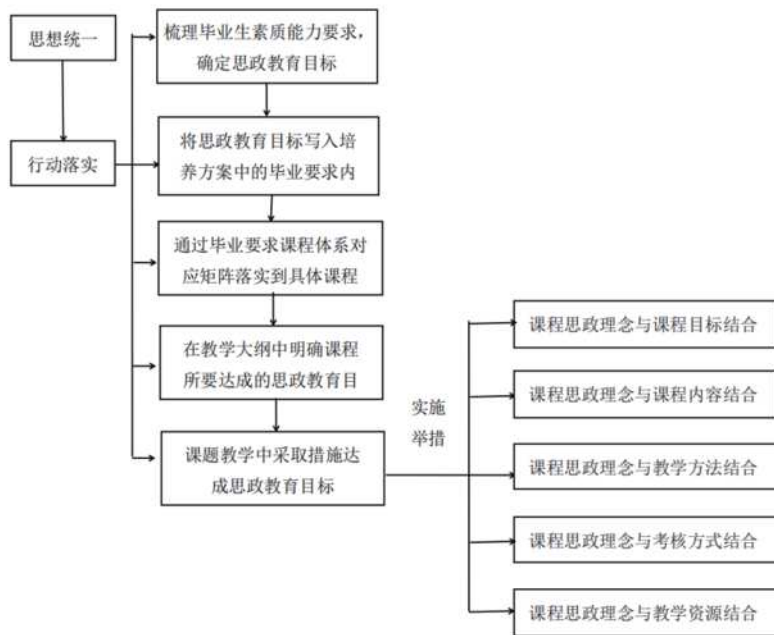 思想统一
行动落实
梳理毕业生素质能力要求，
确定思政教育目标
将思政教育目标写入培
养方案中的毕业要求内
通过毕业要求课程体系对
应矩阵落实到具体课程
在教学大纲中明确课程
所要达成的思政教育目
课题教学中采取措施达
成思政教育目标
实施
举措
课程思政理念与课程目标结合
课程思政理念与课程内容结合
课程思政理念与教学方法结合
课程思政理念与考核方式结合
课程思政理念与教学资源结合